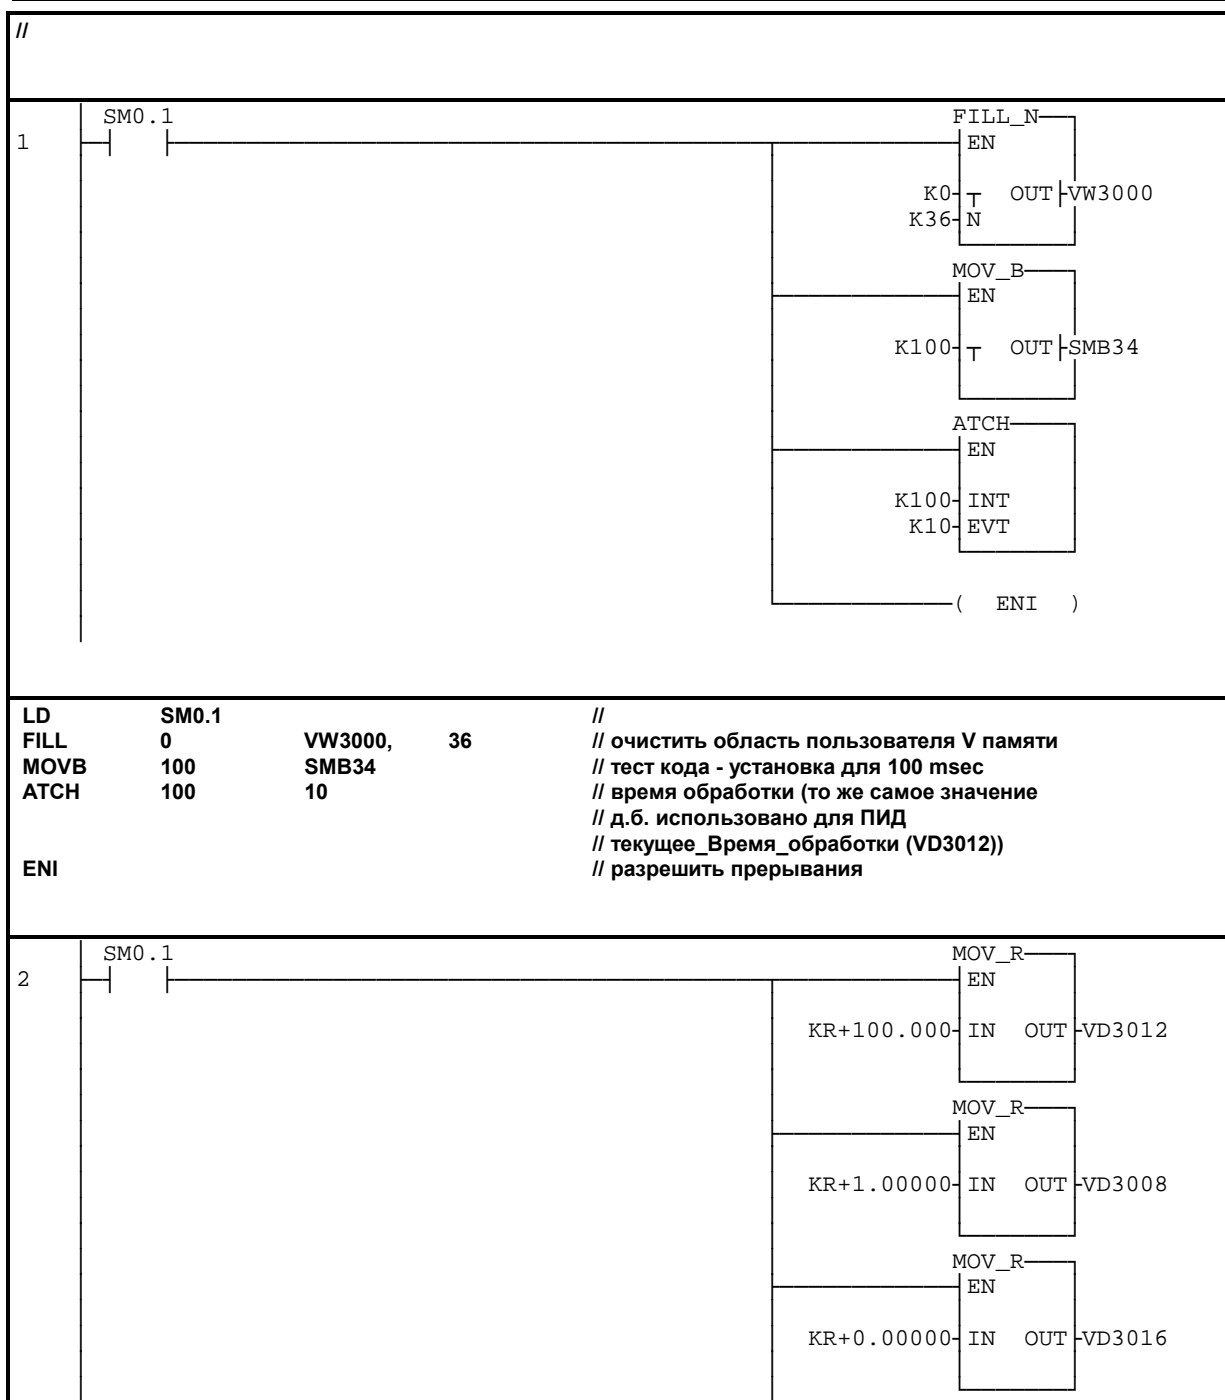 //
SM0.1 FILL_N
1 EN
K0 OUT VW3000
K36 N
MOV_B
EN
K100 OUT SMB34
ATCH
EN
K100 INT
K10 EVT
( ENI )
LD SM0.1 //
FILL 0 VW3000, 36 // очистить область пользователя V памяти
MOVB 100 SMB34 // тест кода - установка для 100 msec
ATCH 100 10 // время обработки (то же самое значение
// д.б. использовано для ПИД
// текущее_Время_обработки (VD3012))
ENI // разрешить прерывания
SM0.1 MOV_R
2 EN
KR+100.000 IN OUT VD3012
MOV_R
EN
KR+1.00000 IN OUT VD3008
MOV_R
EN
KR+0.00000 IN OUT VD3016